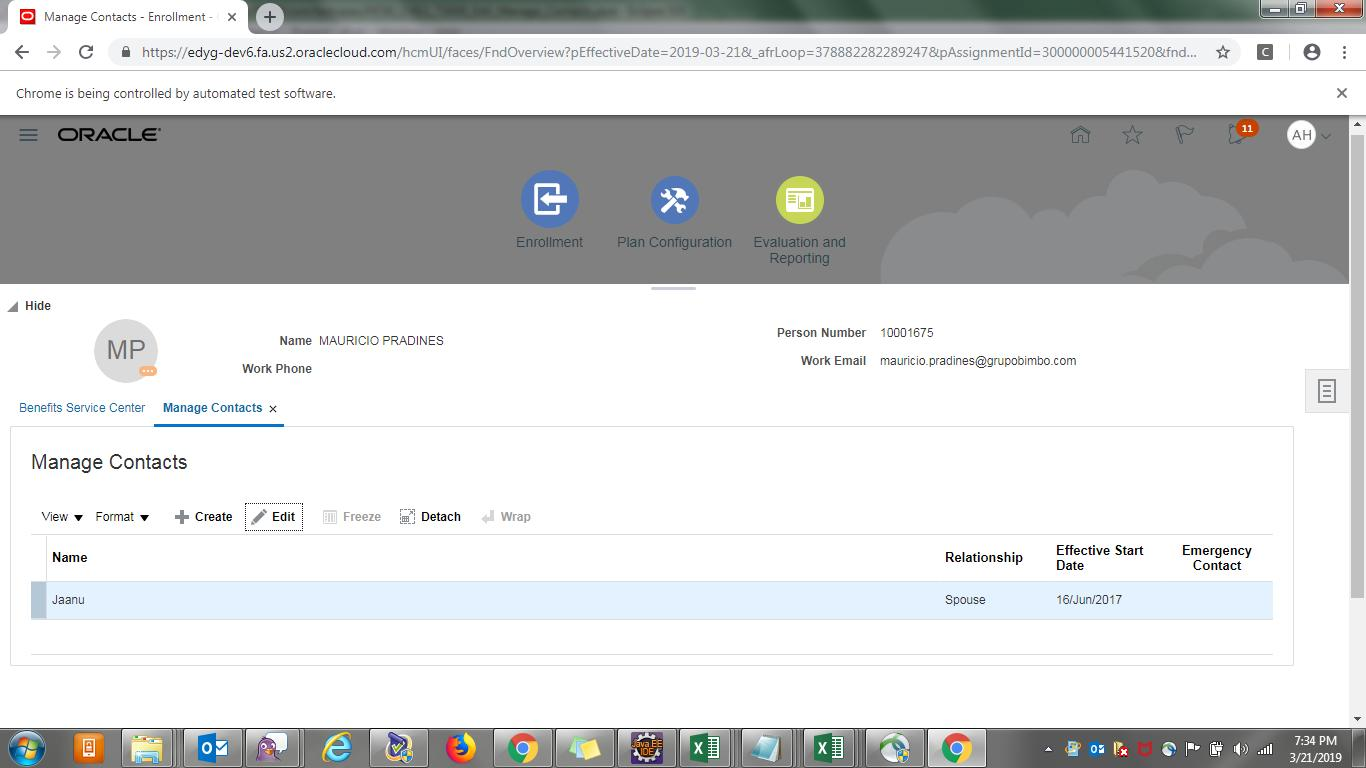 Manage Contacts - Enrollment -
https://edyg-dev6.fa.us2.oraclecloud.com/hcmUI/faces/FndOverview?pEffectiveDate=2019-03-21&_afrLoop=378882282289247&pAssignmentId=300000005441520&fnd...
Chrome is being controlled by automated test software.
ORACLE
11
AH
Enrollment
Plan Configuration
Evaluation and
Reporting
Hide
MP
Name MAURICIO PRADINES
Person Number 10001675
Work Phone
Work Email mauricio.pradines@grupobimbo.com
Benefits Service Center Manage Contacts
Manage Contacts
View Format Create Edit Freeze Detach Wrap
Name Relationship Effective Start Date Emergency Contact
Jaanu Spouse 16/Jun/2017
Java EE
IDE
7:34 PM
3/21/2019